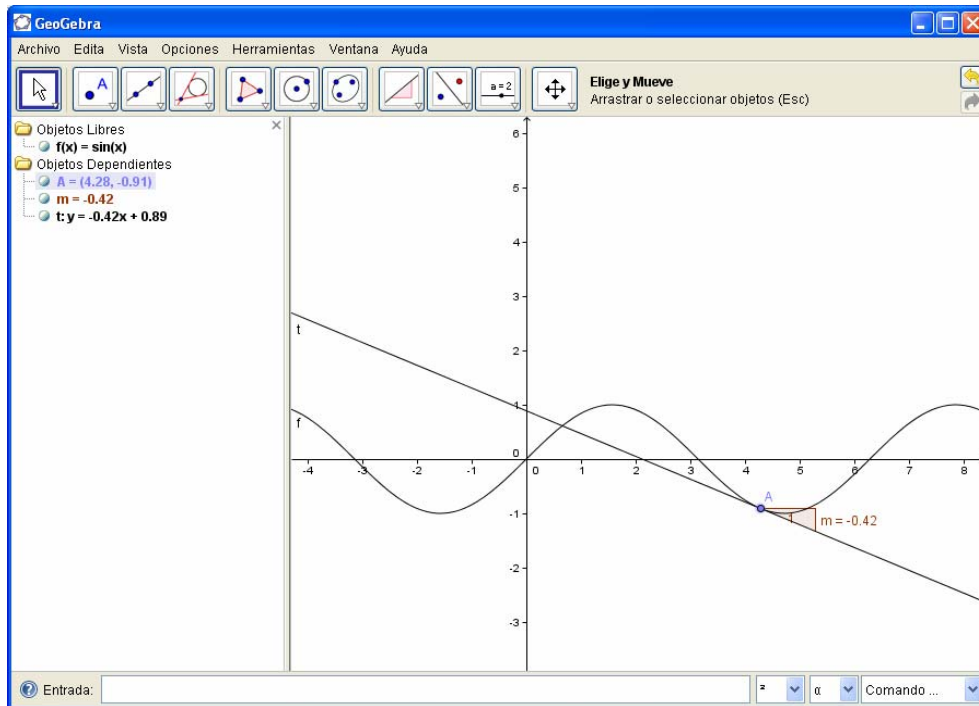 GeoGebra
Archivo Edita Vista Opciones Herramientas Ventana Ayuda
A
a = 2
Elige y Mueve
Arrastrar o seleccionar objetos (Esc)
Objetos Libres
f(x) = sin(x)
Objetos Dependientes
A = (4.28, -0.91)
m = -0.42
t: y = -0.42x + 0.89
6
5
4
3
t
2
1
f
0
-4 -3 -2 -1 0 1 2 3 4 5 6 7 8
A
-1
1
m = -0.42
-2
-3
Entrada:
² α Comando ...